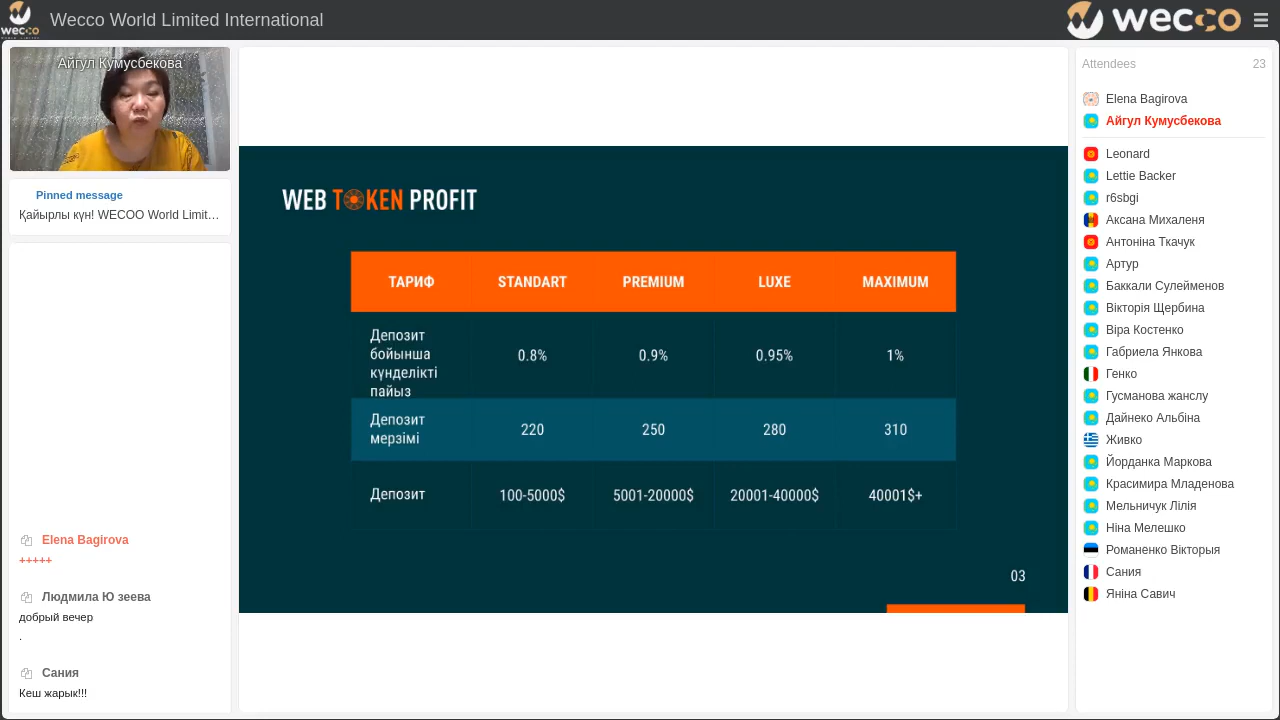 wecco
Wecco World Limited International
wecco
Айгул Кумусбекова
Pinned message
Қайырлы күн! WECOO World Limit…
Elena Bagirova
+++++
Людмила Ю зеева
добрый вечер
.
Сания
Кеш жарык!!!
WEB TOKEN PROFIT
ТАРИФ STANDART PREMIUM LUXE MAXIMUM
Депозит
бойынша
күнделікті
пайыз
0.8% 0.9% 0.95% 1%
Депозит
мерзімі
220 250 280 310
Депозит 100-5000$ 5001-20000$ 20001-40000$ 40001$+
03
Attendees 23
Elena Bagirova
Айгул Кумусбекова
Leonard
Lettie Backer
r6sbgi
Аксана Михаленя
Антоніна Ткачук
Артур
Баккали Сулейменов
Вікторія Щербина
Віра Костенко
Габриела Янкова
Генко
Гусманова жанслу
Дайнеко Альбіна
Живко
Йорданка Маркова
Красимира Младенова
Мельничук Лілія
Ніна Мелешко
Романенко Вікторыя
Сания
Яніна Савич